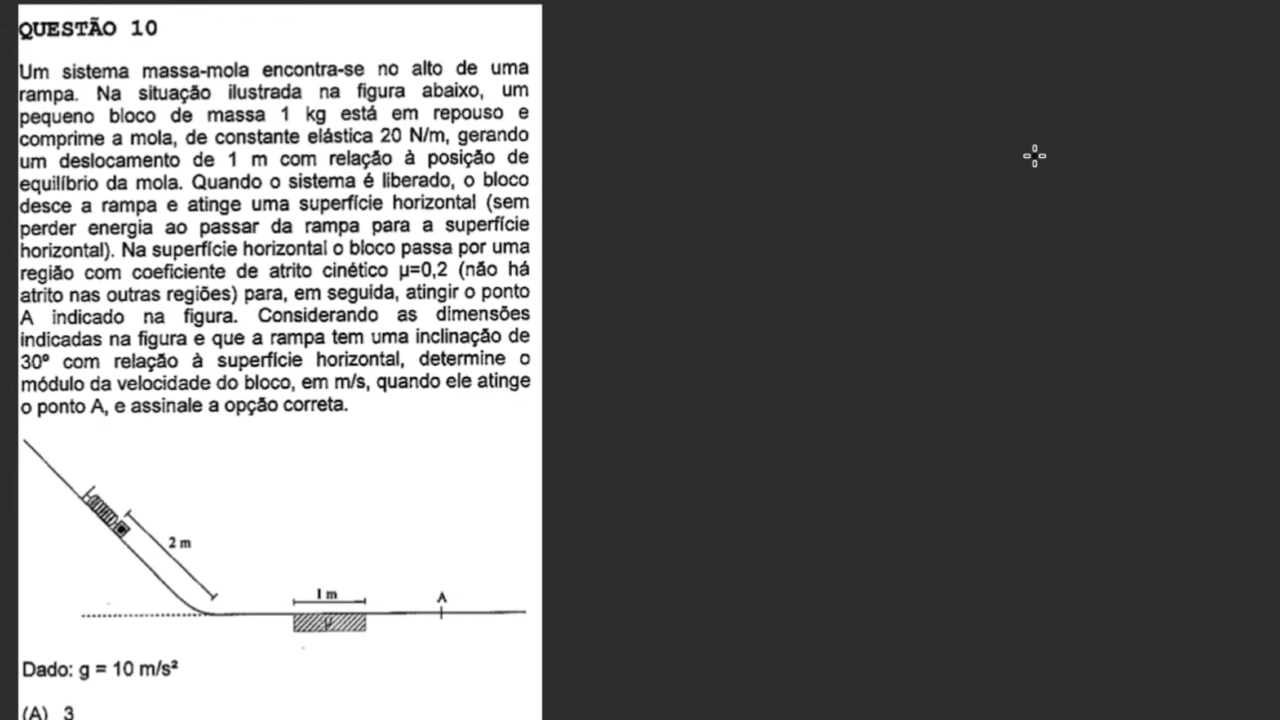 QUESTÃO 10
Um sistema massa-mola encontra-se no alto de uma
rampa. Na situação ilustrada na figura abaixo, um
pequeno bloco de massa 1 kg está em repouso e
comprime a mola, de constante elástica 20 N/m, gerando
um deslocamento de 1 m com relação à posição de
equilíbrio da mola. Quando o sistema é liberado, o bloco
desce a rampa e atinge uma superfície horizontal (sem
perder energia ao passar da rampa para a superfície
horizontal). Na superfície horizontal o bloco passa por uma
região com coeficiente de atrito cinético μ=0,2 (não há
atrito nas outras regiões) para, em seguida, atingir o ponto
A indicado na figura. Considerando as dimensões
indicadas na figura e que a rampa tem uma inclinação de
30º com relação à superfície horizontal, determine o
módulo da velocidade do bloco, em m/s, quando ele atinge
o ponto A, e assinale a opção correta.
2 m
1 m
A
μ
Dado: g = 10 m/s²
(A) 3